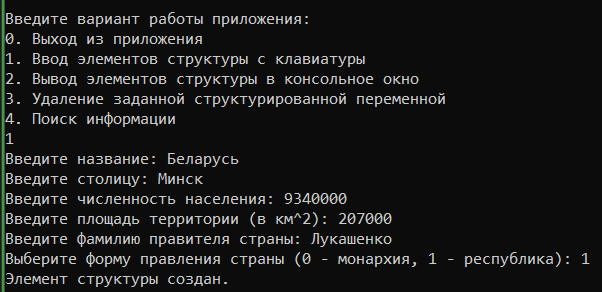 Введите вариант работы приложения:
0. Выход из приложения
1. Ввод элементов структуры с клавиатуры
2. Вывод элементов структуры в консольное окно
3. Удаление заданной структурированной переменной
4. Поиск информации
1
Введите название: Беларусь
Введите столицу: Минск
Введите численность населения: 9340000
Введите площадь территории (в км^2): 207000
Введите фамилию правителя страны: Лукашенко
Выберите форму правления страны (0 - монархия, 1 - республика): 1
Элемент структуры создан.